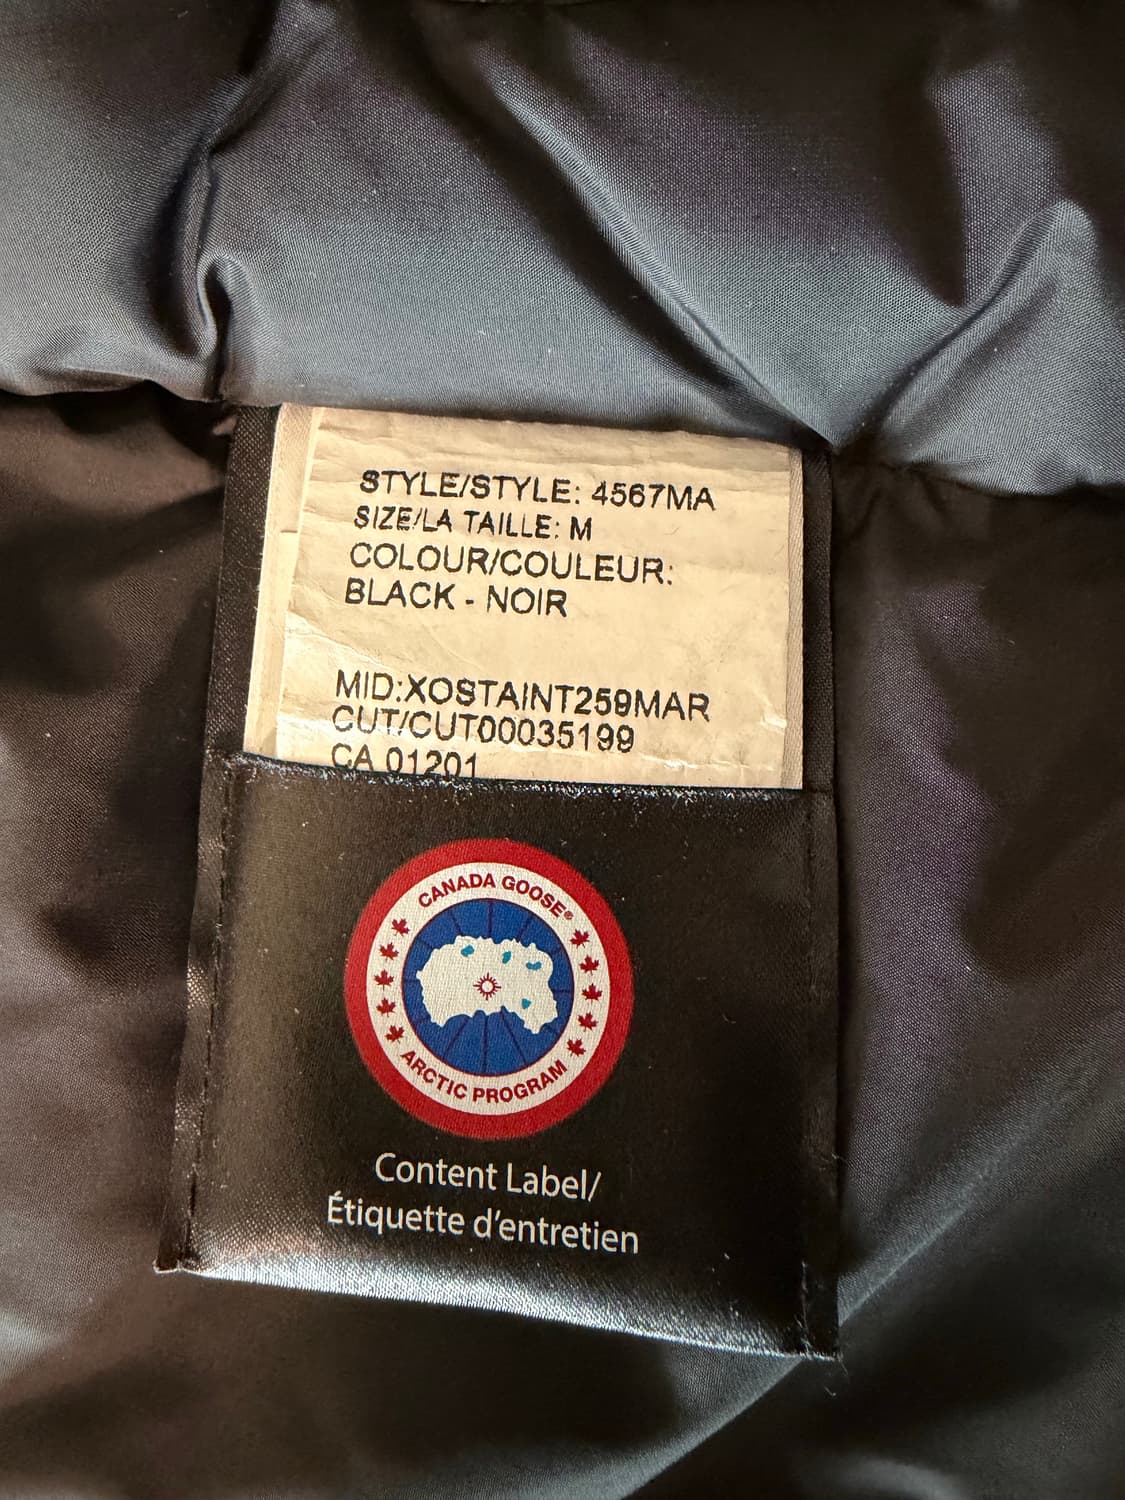 STYLE/STYLE: 4567MA
SIZE/LA TAILLE: M
COLOUR/COULEUR:
BLACK - NOIR
MID:XOSTAINT259MAR
CUT/CUT00035199
CA 01201
CANADA GOOSE®
ARCTIC PROGRAM
Content Label/
Étiquette d'entretien